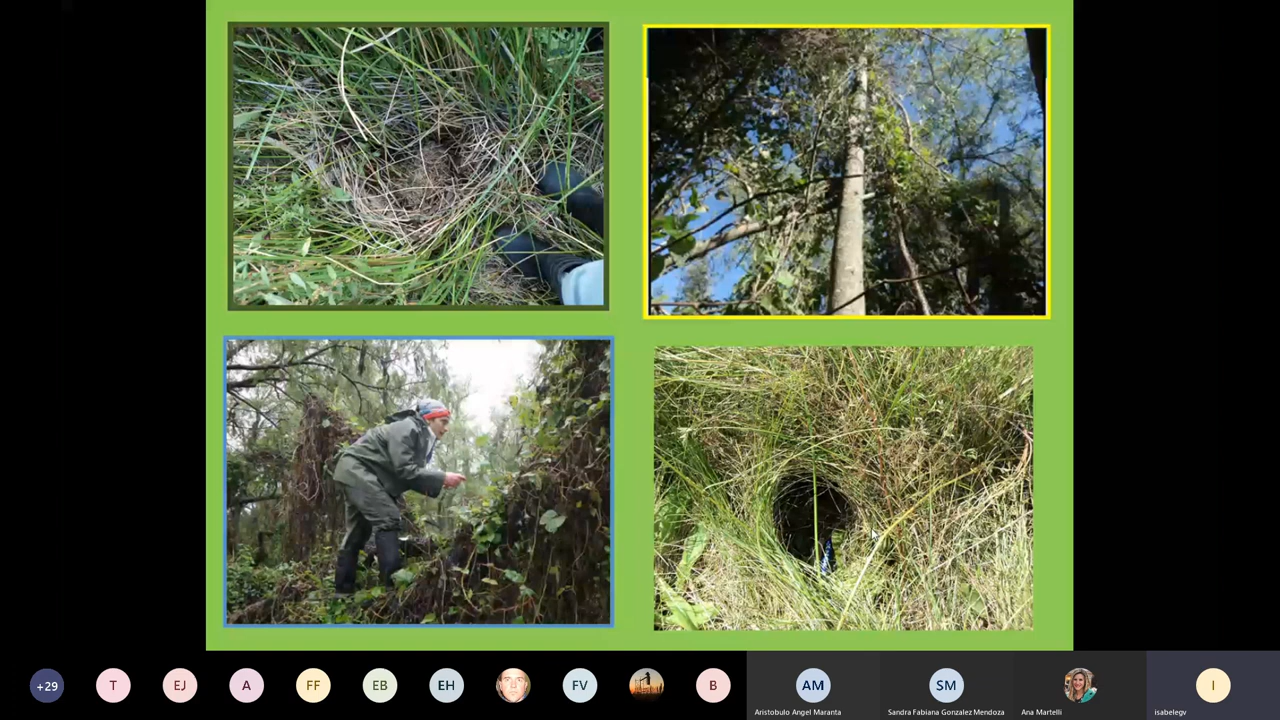 +29
T
EJ
A
FF
EB
EH
FV
B
AM
SM
I
Aristobulo Angel Maranta
Sandra Fabiana Gonzalez Mendoza
Ana Martelli
isabelegv